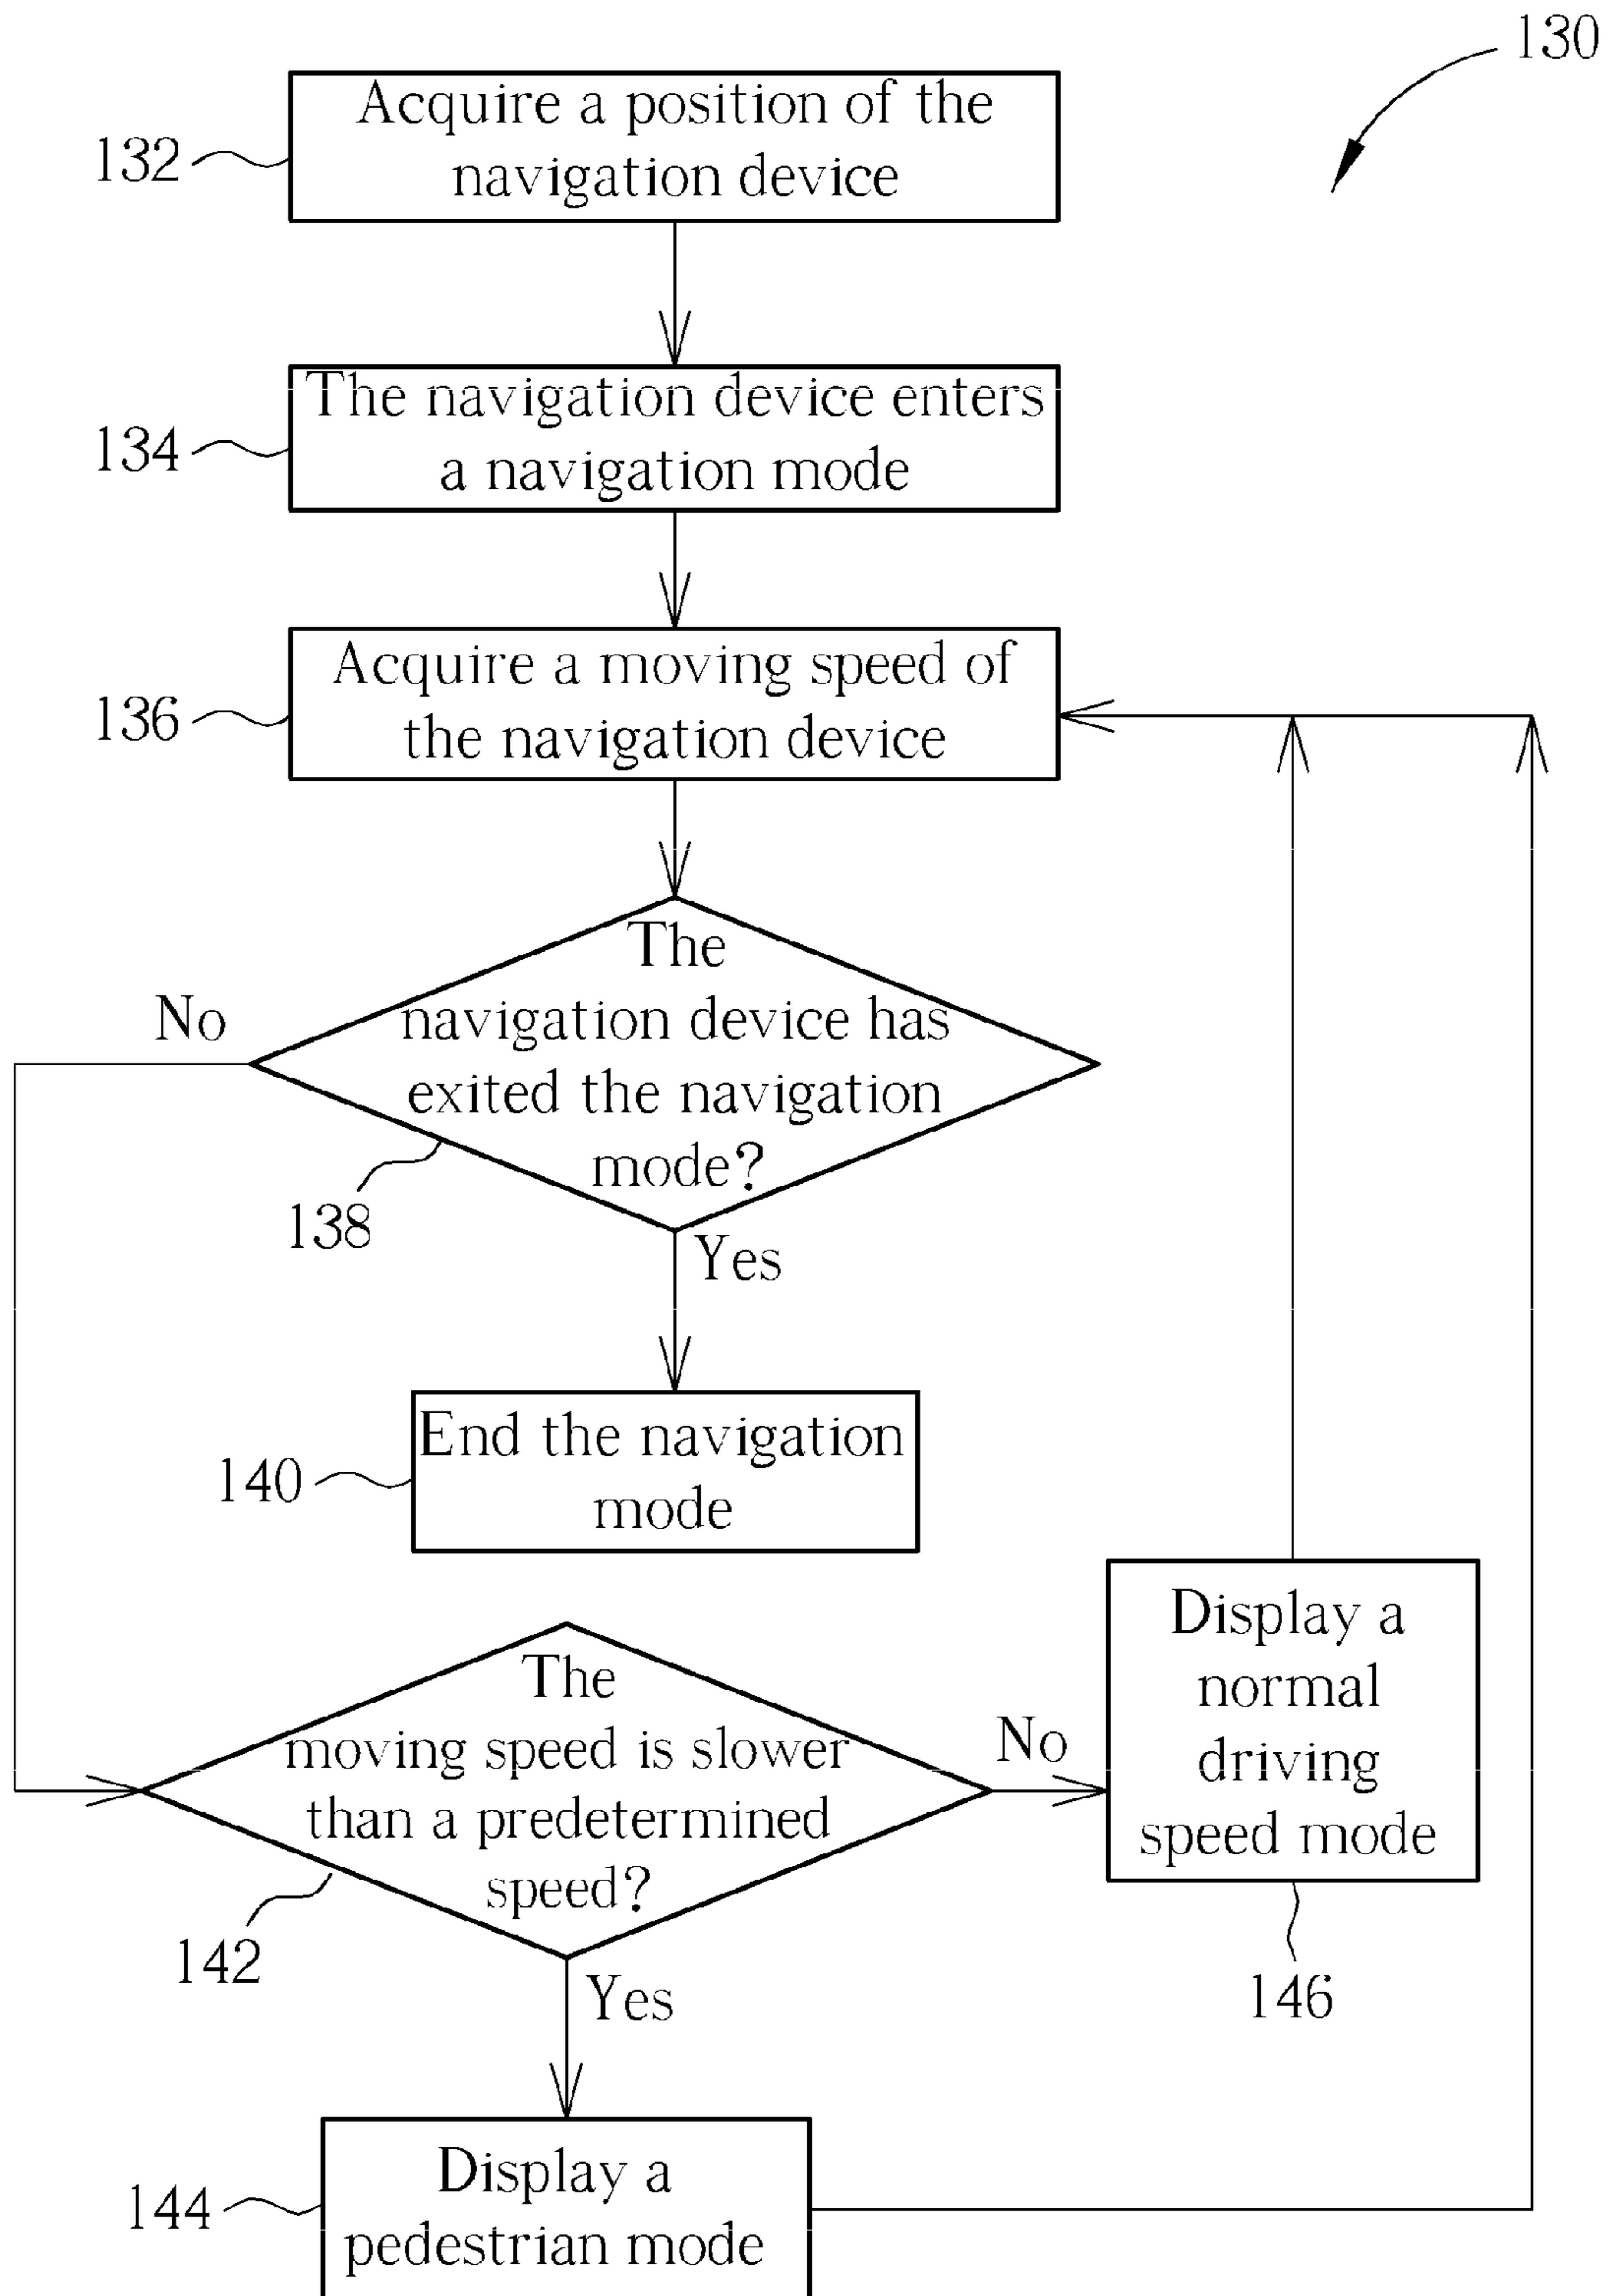 130
Acquire a position of the
navigation device
132
The navigation device enters
a navigation mode
134
Acquire a moving speed of
the navigation device
136
The
navigation device has
exited the navigation
mode?
No
138
Yes
End the navigation
mode
140
The
moving speed is slower
than a predetermined
speed?
No
142
Yes
Display a
normal
driving
speed mode
146
Display a
pedestrian mode
144